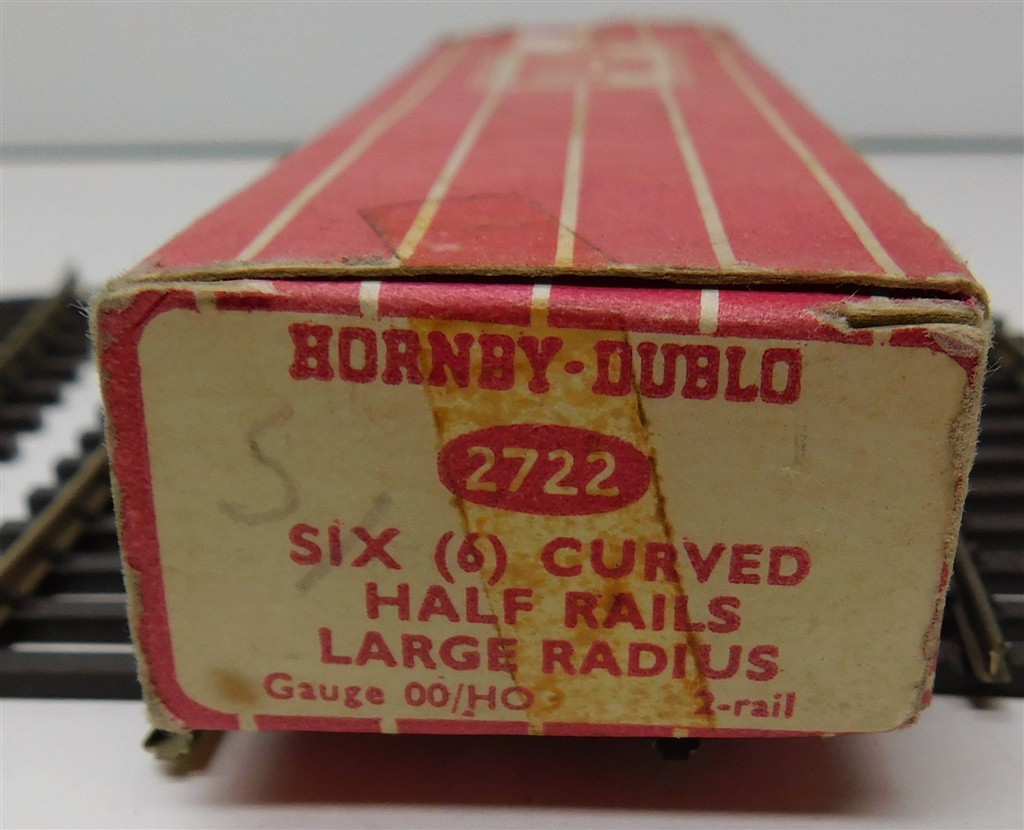 HORNBY-DUBLO
2722
SIX (6) CURVED
HALF RAILS
LARGE RADIUS
Gauge 00/HO 2-rail